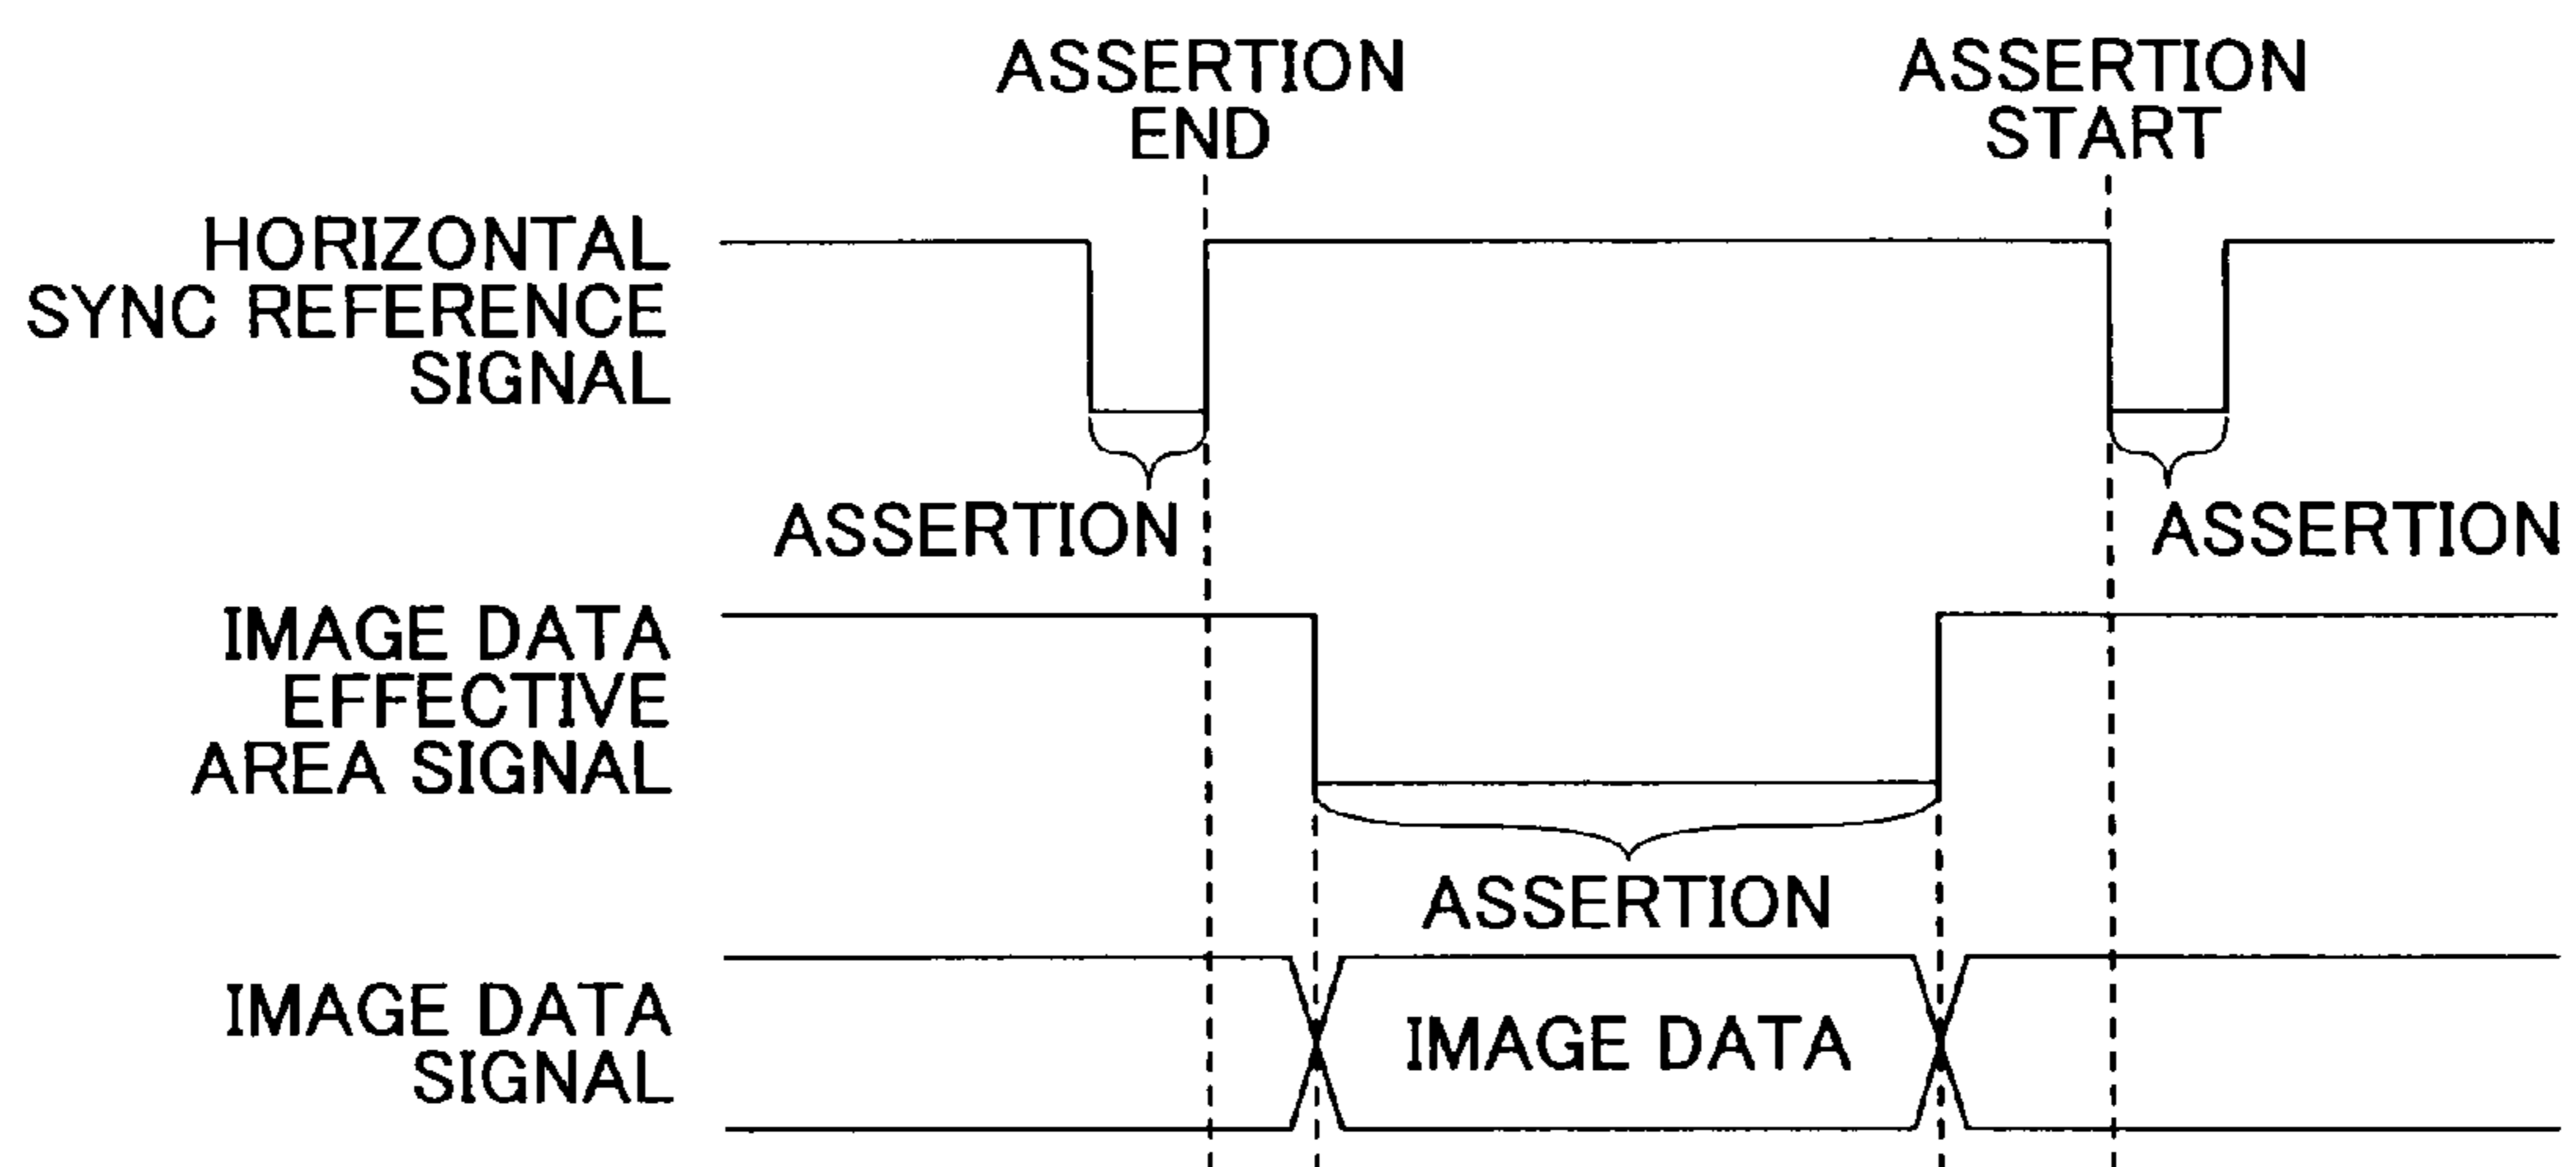 ASSERTION
END
ASSERTION
START
HORIZONTAL
SYNC REFERENCE
SIGNAL
ASSERTION
ASSERTION
IMAGE DATA
EFFECTIVE
AREA SIGNAL
ASSERTION
IMAGE DATA
SIGNAL
IMAGE DATA